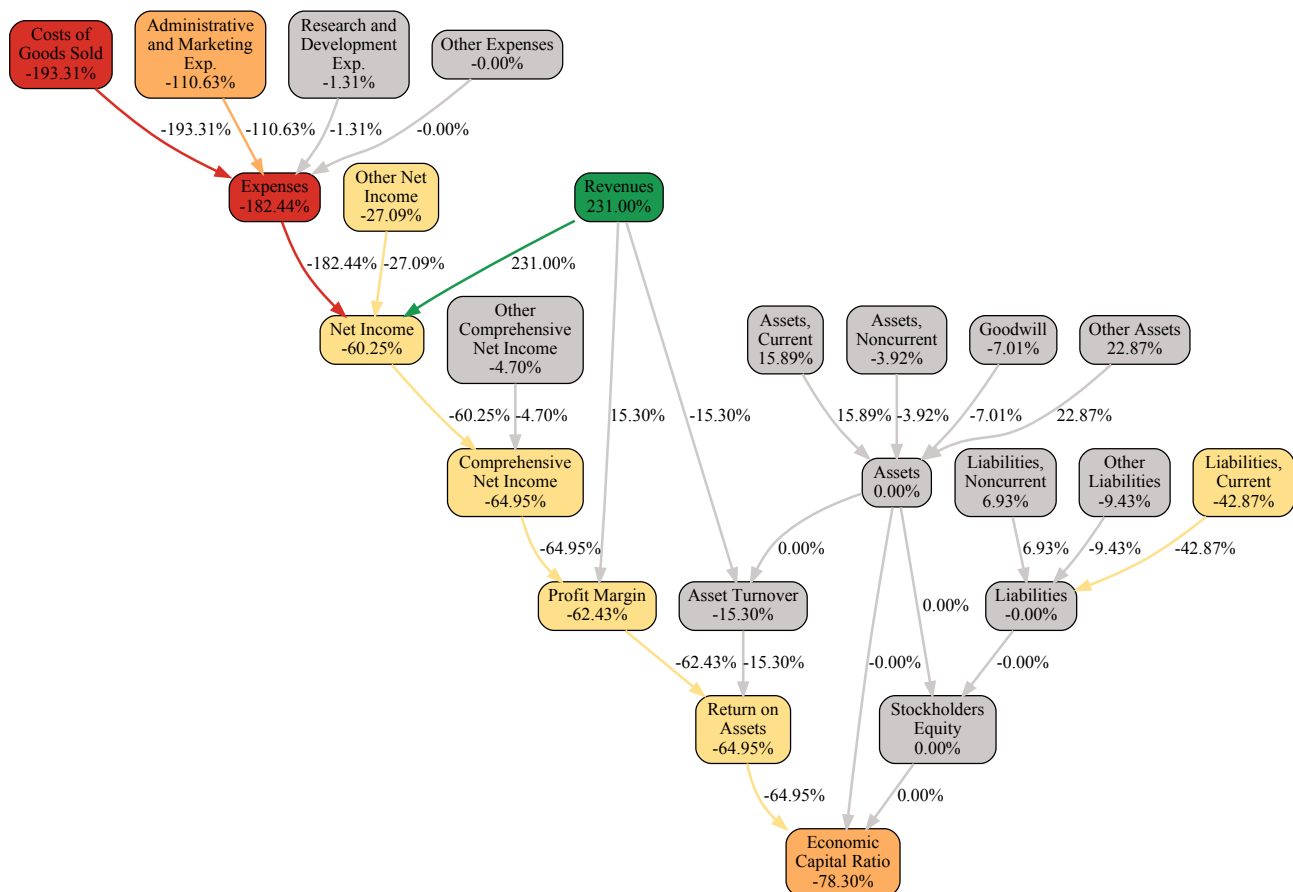 Costs of
Goods Sold
-193.31%
Administrative
and Marketing
Exp.
-110.63%
Research and
Development
Exp.
-1.31%
Other Expenses
-0.00%
-193.31%
-110.63%
-1.31%
-0.00%
Expenses
-182.44%
Other Net
Income
-27.09%
Revenues
231.00%
-182.44%
-27.09%
231.00%
Net Income
-60.25%
Other
Comprehensive
Net Income
-4.70%
Assets,
Current
15.89%
Assets,
Noncurrent
-3.92%
Goodwill
-7.01%
Other Assets
22.87%
-60.25%
-4.70%
15.30%
-15.30%
15.89%
-3.92%
-7.01%
22.87%
Comprehensive
Net Income
-64.95%
Assets
0.00%
Liabilities,
Noncurrent
6.93%
Other
Liabilities
-9.43%
Liabilities,
Current
-42.87%
-64.95%
0.00%
6.93%
-9.43%
-42.87%
Profit Margin
-62.43%
Asset Turnover
-15.30%
0.00%
Liabilities
-0.00%
-62.43%
-15.30%
-0.00%
-0.00%
Return on
Assets
-64.95%
Stockholders
Equity
0.00%
-64.95%
0.00%
Economic
Capital Ratio
-78.30%